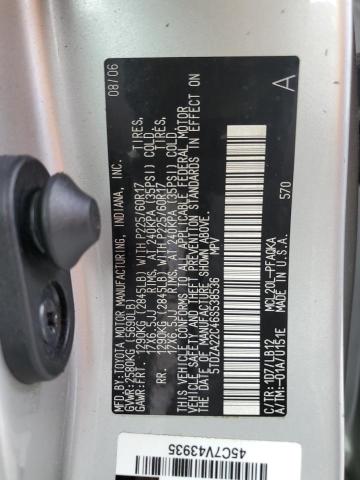 MFD.BY:TOYOTA MOTOR MANUFACTURING, INDIANA, INC. 08/06
GVWR:2580KG (5690LB)
GAWR:FRT. 1290KG (2845LB) WITH P225/60R17 TIRES,
17X6.5JJ RIMS, AT 240KPA (35PSI) COLD.
RR. 1290KG (2845LB) WITH P225/60R17 TIRES,
17X6.5JJ RIMS, AT 240KPA (35PSI) COLD.
THIS VEHICLE CONFORMS TO ALL APPLICABLE FEDERAL MOTOR
VEHICLE SAFETY AND THEFT PREVENTION STANDARDS IN EFFECT
ON THE DATE OF MANUFACTURE SHOWN ABOVE.
5TDZA22C46S538536 MPV
A
570
C/TR:1D7/LB12 MCL20L-PFAQKA
A/TM:-01A/U151E MADE IN U.S.A.
45C7V43935